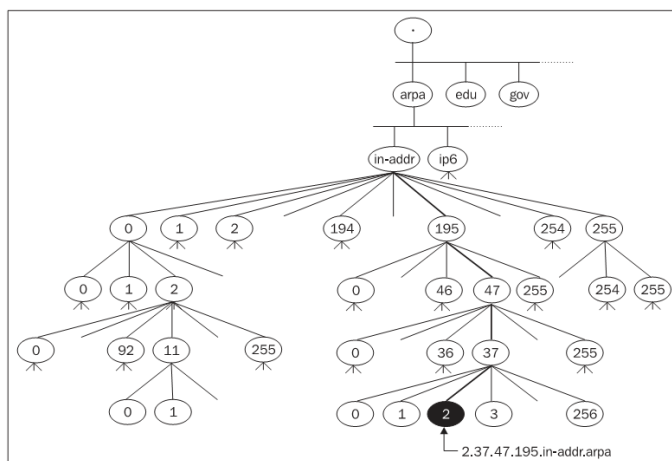 .
arpa edu gov
in-addr ip6
0 1 2 194 195 254 255
0 1 2 0 46 47 255 254 255
0 92 11 255 0 36 37 255
0 1 0 1 2 3 256
2.37.47.195.in-addr.arpa